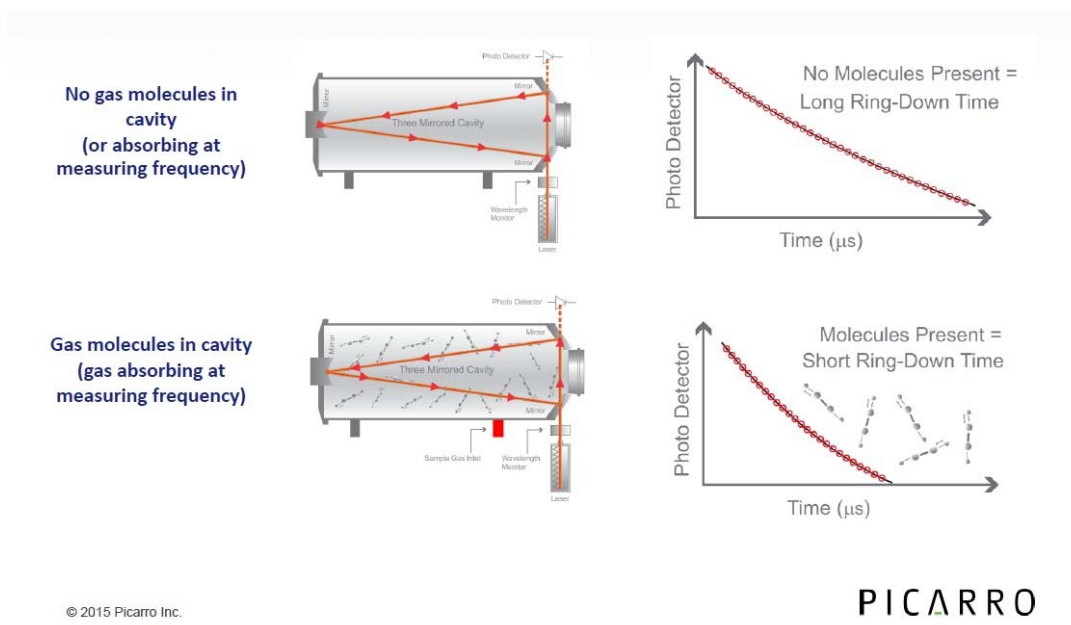 No gas molecules in
cavity
(or absorbing at
measuring frequency)
Photo Detector
Mirror
Mirror
Three Mirrored Cavity
Mirror
Wavelength
Monitor
Laser
Photo Detector
No Molecules Present =
Long Ring-Down Time
Time (μs)
Gas molecules in cavity
(gas absorbing at
measuring frequency)
Photo Detector
Mirror
Mirror
Three Mirrored Cavity
Mirror
Sample Gas Inlet
Wavelength
Monitor
Laser
Photo Detector
Molecules Present =
Short Ring-Down Time
Time (μs)
© 2015 Picarro Inc.
PICARRO